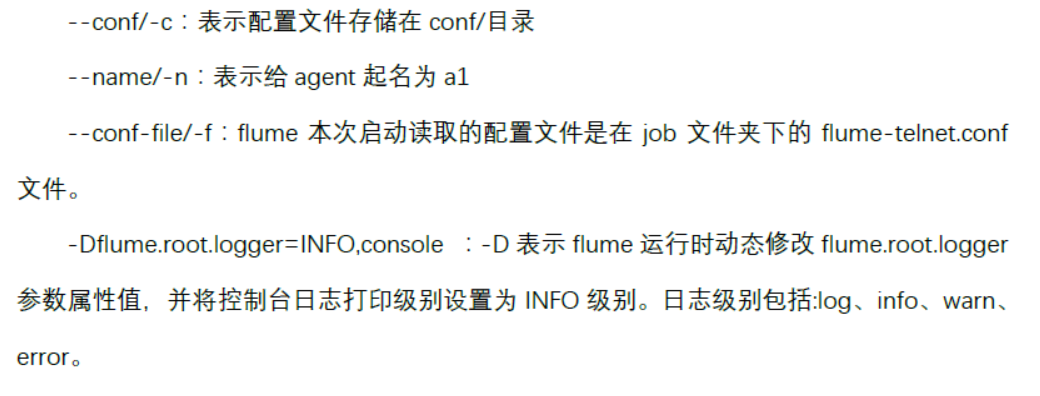 --conf/-c：表示配置文件存储在 conf/目录
--name/-n：表示给 agent 起名为 a1
--conf-file/-f：flume 本次启动读取的配置文件是在 job 文件夹下的 flume-telnet.conf
文件。
-Dflume.root.logger=INFO,console ：-D 表示 flume 运行时动态修改 flume.root.logger
参数属性值，并将控制台日志打印级别设置为 INFO 级别。日志级别包括:log、info、warn、
error。